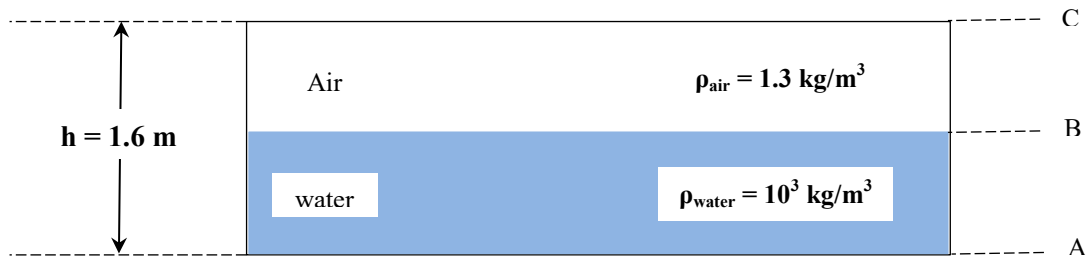 C
Air
ρair = 1.3 kg/m³
h = 1.6 m
B
water
ρwater = 10³ kg/m³
A